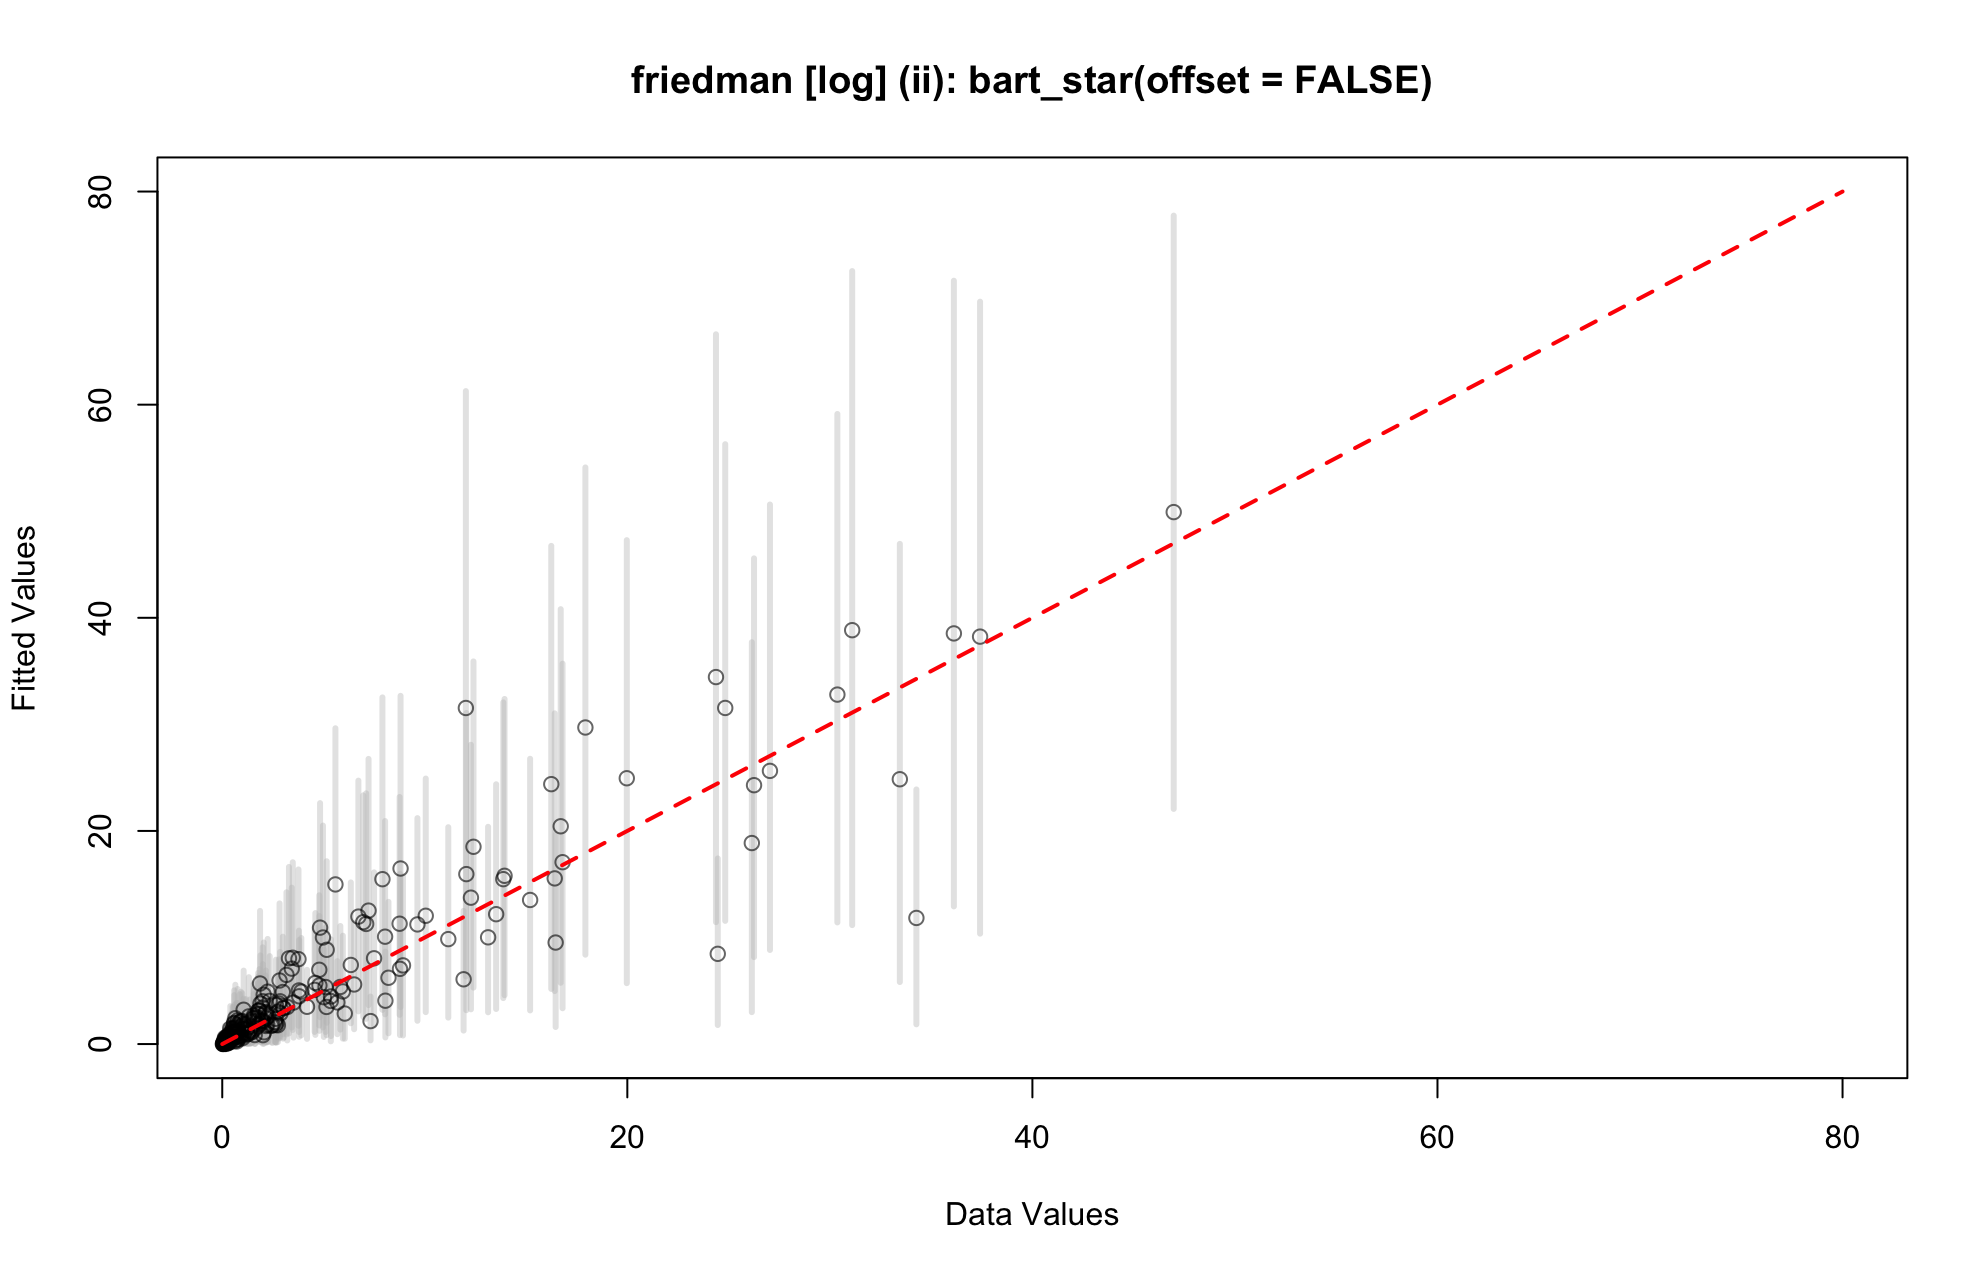 friedman [log] (ii): bart_star(offset = FALSE)
80
60
40
20
0
Fitted Values
0 20 40 60 80
Data Values